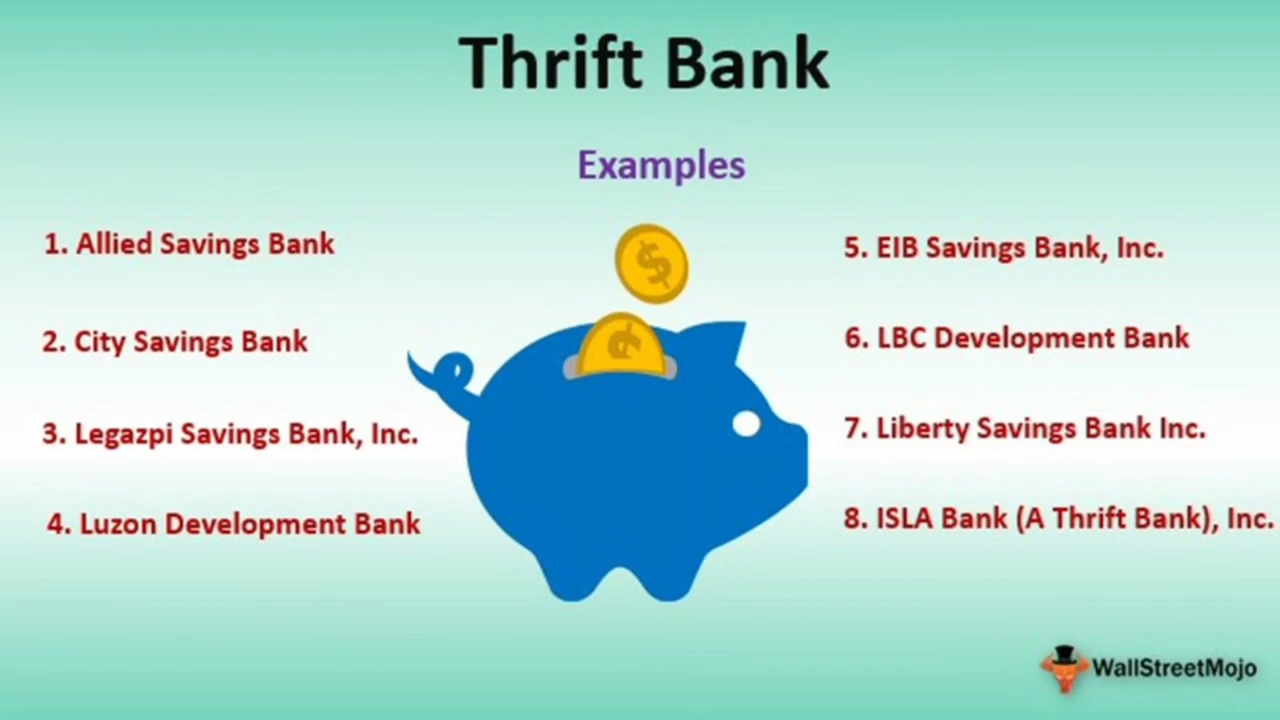 Thrift Bank
Examples
1. Allied Savings Bank
2. City Savings Bank
3. Legazpi Savings Bank, Inc.
4. Luzon Development Bank
5. EIB Savings Bank, Inc.
6. LBC Development Bank
7. Liberty Savings Bank Inc.
8. ISLA Bank (A Thrift Bank), Inc.
$
¢
WallStreetMojo